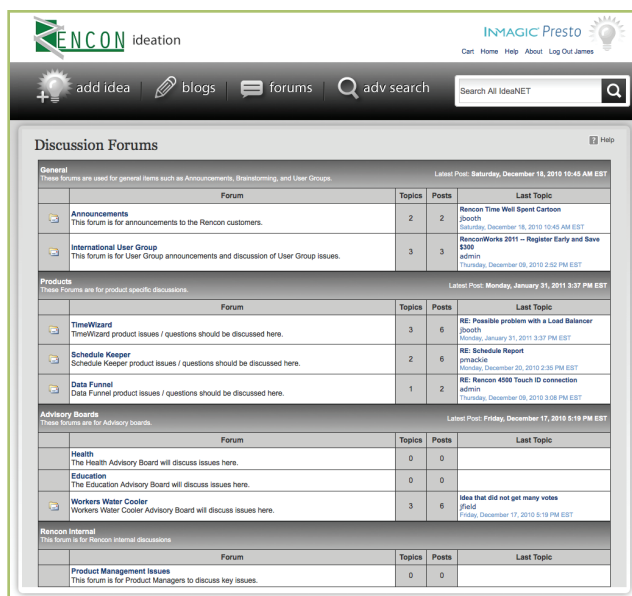 RENCON ideation
INMAGIC Presto
Cart Home Help About Log Out James
add idea blogs forums adv search
Search All IdeaNET
Discussion Forums
Help
General
These forums are used for general items such as Announcements, Brainstorming, and User Groups.
Latest Post: Saturday, December 18, 2010 10:45 AM EST
Forum Topics Posts Last Topic
Announcements
This forum is for announcements to the Rencon customers.
2 2
Rencon Time Well Spent Cartoon
jbooth
Saturday, December 18, 2010 10:45 AM EST
International User Group
This forum is for User Group announcements and discussion of User Group issues.
3 3
RenconWorks 2011 -- Register Early and Save
$300
admin
Thursday, December 09, 2010 2:52 PM EST
Products
These Forums are for product specific discussions.
Latest Post: Monday, January 31, 2011 3:37 PM EST
Forum Topics Posts Last Topic
TimeWizard
TimeWizard product issues / questions should be discussed here.
3 6
RE: Possible problem with a Load Balancer
jbooth
Monday, January 31, 2011 3:37 PM EST
Schedule Keeper
Schedule Keeper product issues / questions should be discussed here.
2 6
RE: Schedule Report
pmackie
Monday, December 20, 2010 2:35 PM EST
Data Funnel
Data Funnel product issues / questions should be discussed here.
1 2
RE: Rencon 4500 Touch ID connection
admin
Thursday, December 09, 2010 3:08 PM EST
Advisory Boards
These forums are for Advisory boards.
Latest Post: Friday, December 17, 2010 5:19 PM EST
Forum Topics Posts Last Topic
Health
The Health Advisory Board will discuss issues here.
0 0
Education
The Education Advisory Board will discuss issues here.
0 0
Workers Water Cooler
Workers Water Cooler Advisory Board will discuss issues here.
3 6
Idea that did not get many votes
jfield
Friday, December 17, 2010 5:19 PM EST
Rencon Internal
This forum is for Rencon Internal discussions
Forum Topics Posts Last Topic
Product Management Issues
This forum is for Product Managers to discuss key issues.
0 0